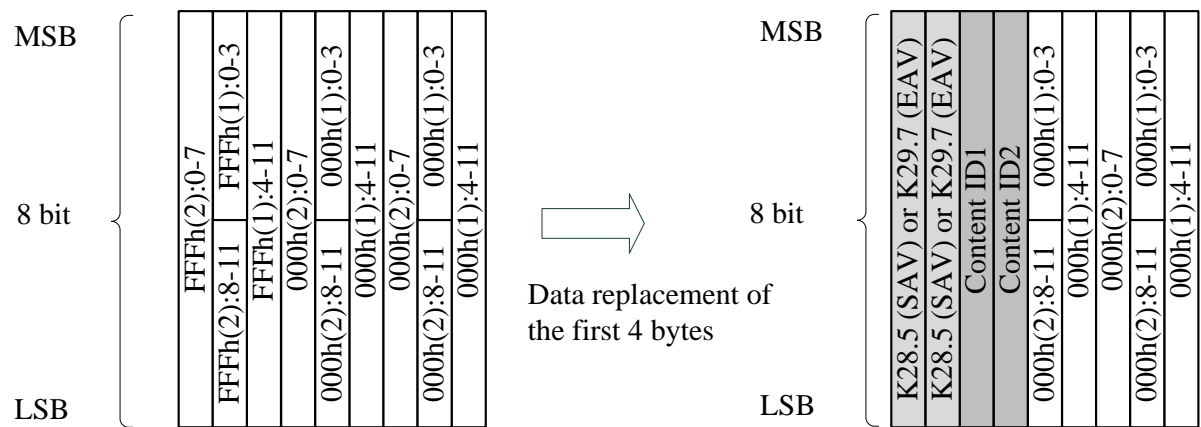 MSB
8 bit
LSB
FFFh(2):0-7
FFFh(1):0-3
FFFh(2):8-11
FFFh(1):4-11
000h(2):0-7
000h(1):0-3
000h(2):8-11
000h(1):4-11
000h(2):0-7
000h(1):0-3
000h(2):8-11
000h(1):4-11
Data replacement of
the first 4 bytes
MSB
8 bit
LSB
K28.5 (SAV) or K29.7 (EAV)
K28.5 (SAV) or K29.7 (EAV)
Content ID1
Content ID2
000h(1):0-3
000h(2):8-11
000h(1):4-11
000h(2):0-7
000h(1):0-3
000h(2):8-11
000h(1):4-11